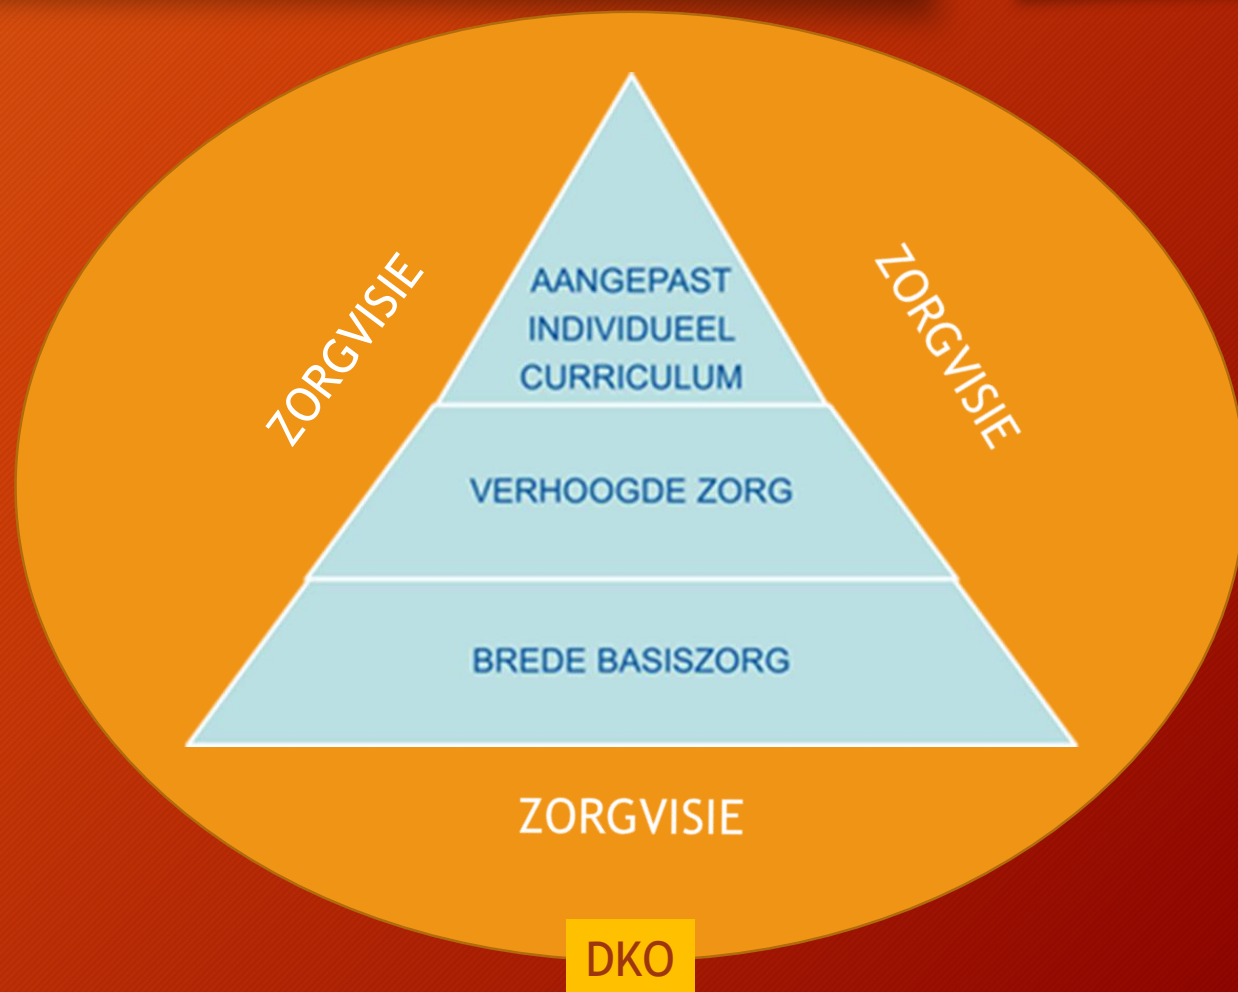 AANGEPAST
INDIVIDUEEL
CURRICULUM
ZORGVISIE
ZORGVISIE
VERHOOGDE ZORG
BREDE BASISZORG
ZORGVISIE
DKO